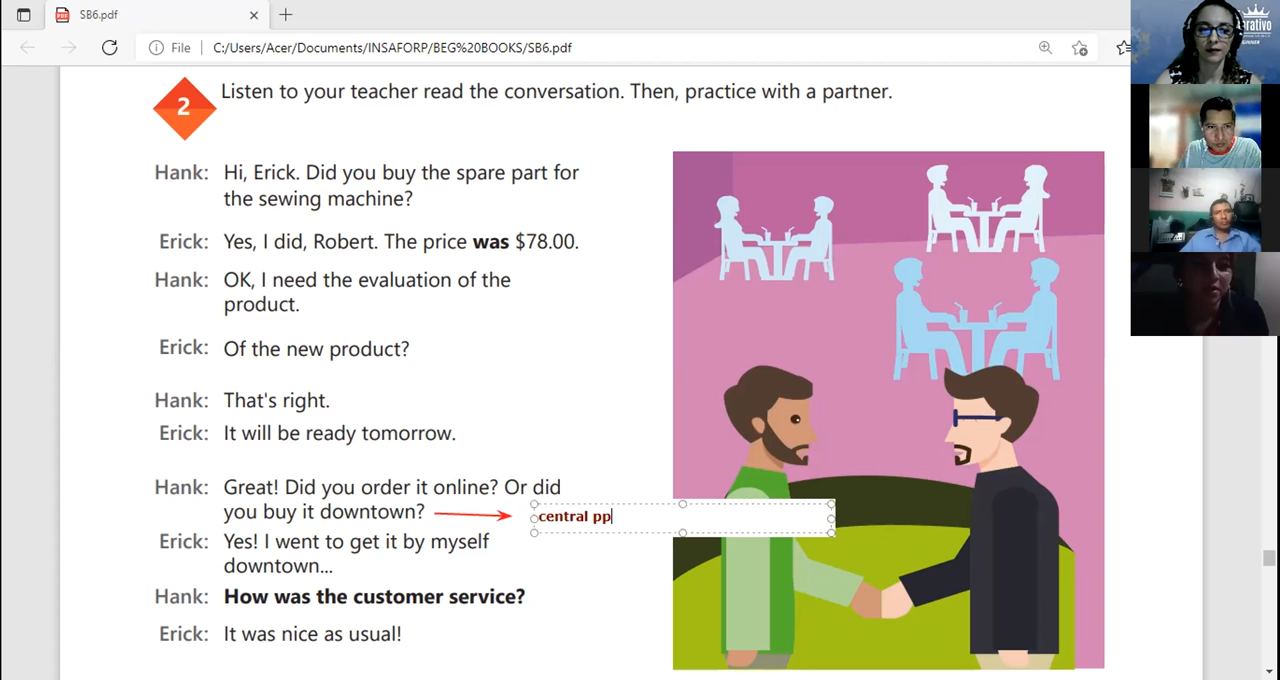 SB6.pdf
File
C:/Users/Acer/Documents/INSAFORP/BEG%20BOOKS/SB6.pdf
2
Listen to your teacher read the conversation. Then, practice with a partner.
Hank: Hi, Erick. Did you buy the spare part for
the sewing machine?
Erick: Yes, I did, Robert. The price was $78.00.
Hank: OK, I need the evaluation of the
product.
Erick: Of the new product?
Hank: That's right.
Erick: It will be ready tomorrow.
Hank: Great! Did you order it online? Or did
you buy it downtown?
central pp
Erick: Yes! I went to get it by myself
downtown...
Hank: How was the customer service?
Erick: It was nice as usual!